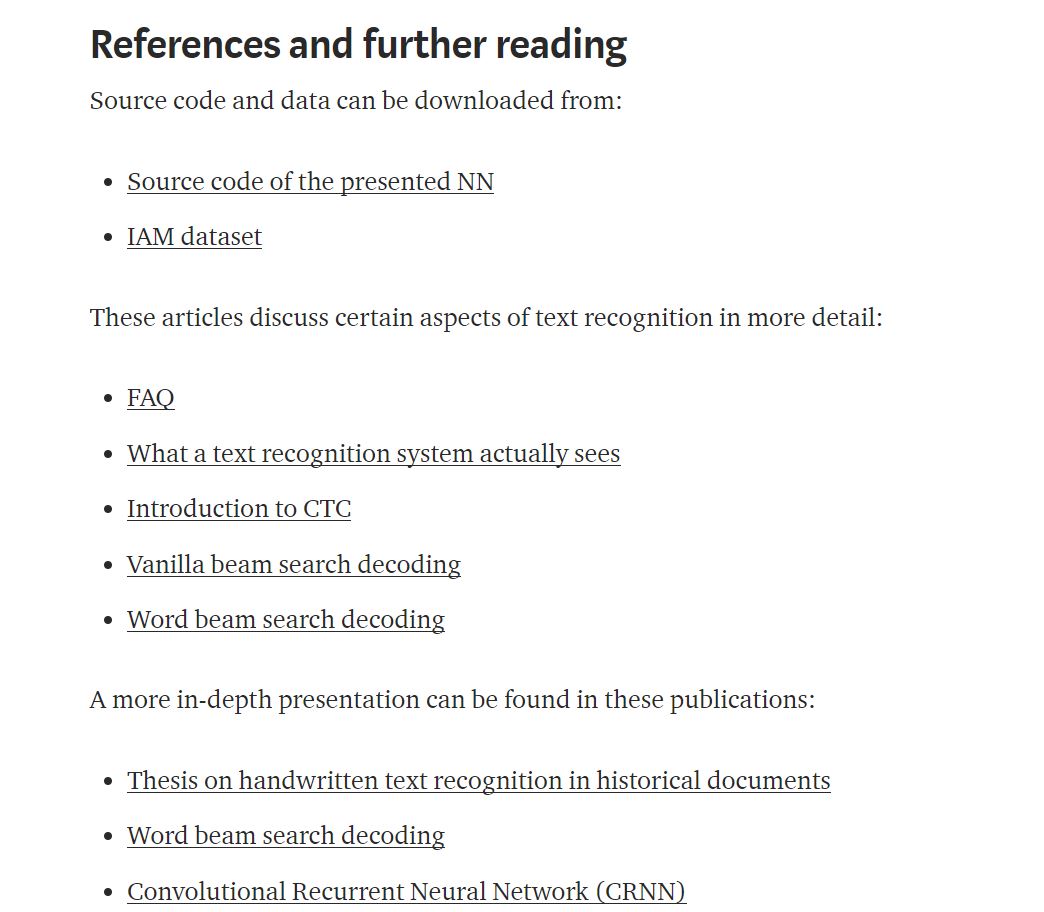 References and further reading
Source code and data can be downloaded from:
• Source code of the presented NN
• IAM dataset
These articles discuss certain aspects of text recognition in more detail:
• FAQ
• What a text recognition system actually sees
• Introduction to CTC
• Vanilla beam search decoding
• Word beam search decoding
A more in-depth presentation can be found in these publications:
• Thesis on handwritten text recognition in historical documents
• Word beam search decoding
• Convolutional Recurrent Neural Network (CRNN)